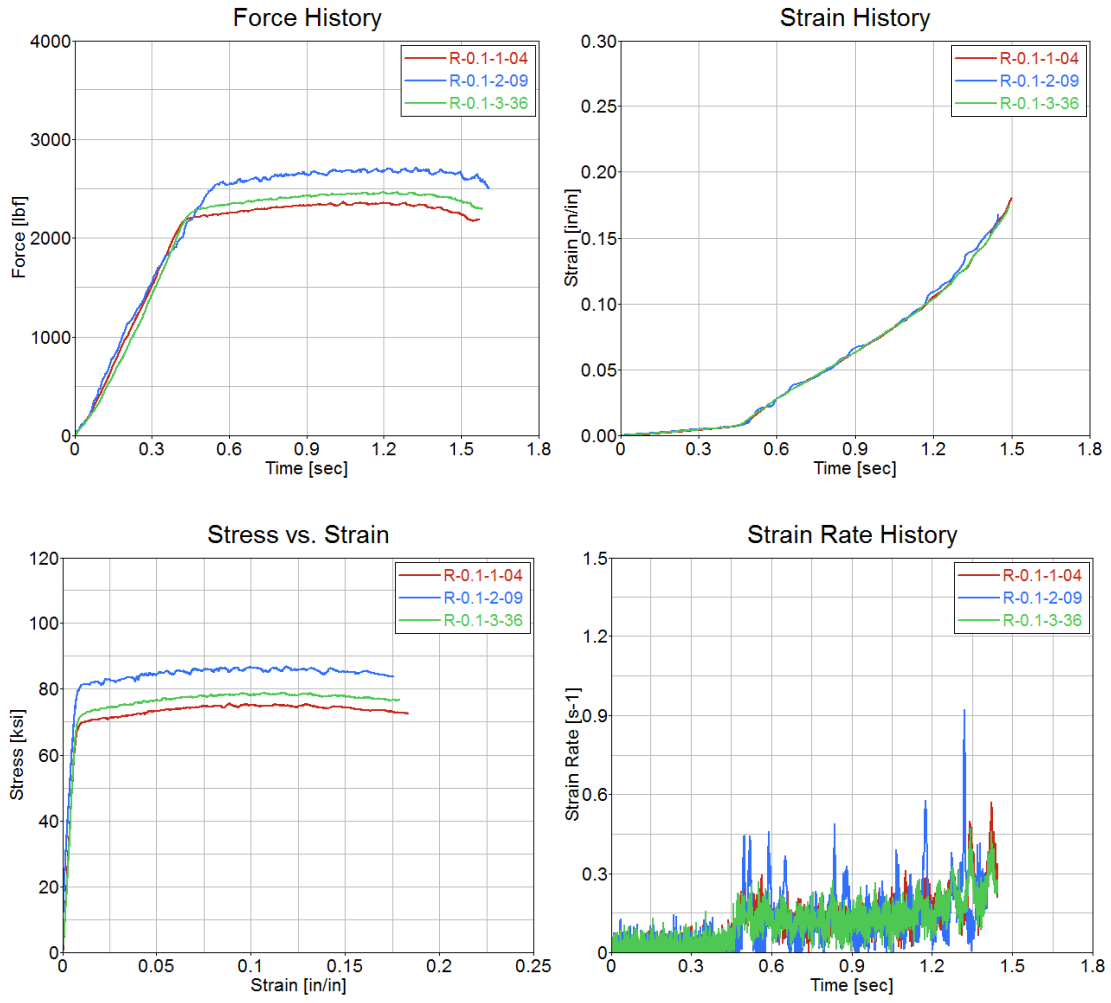 Force History
4000
3000
2000
1000
0
Force [lbf]
0 0.3 0.6 0.9 1.2 1.5 1.8
Time [sec]
R-0.1-1-04
R-0.1-2-09
R-0.1-3-36
Strain History
0.30
0.25
0.20
0.15
0.10
0.05
0.00
Strain [in/in]
0 0.3 0.6 0.9 1.2 1.5 1.8
Time [sec]
R-0.1-1-04
R-0.1-2-09
R-0.1-3-36
Stress vs. Strain
120
100
80
60
40
20
0
Stress [ksi]
0 0.05 0.1 0.15 0.2 0.25
Strain [in/in]
R-0.1-1-04
R-0.1-2-09
R-0.1-3-36
Strain Rate History
1.5
1.2
0.9
0.6
0.3
0
Strain Rate [s-1]
0 0.3 0.6 0.9 1.2 1.5 1.8
Time [sec]
R-0.1-1-04
R-0.1-2-09
R-0.1-3-36